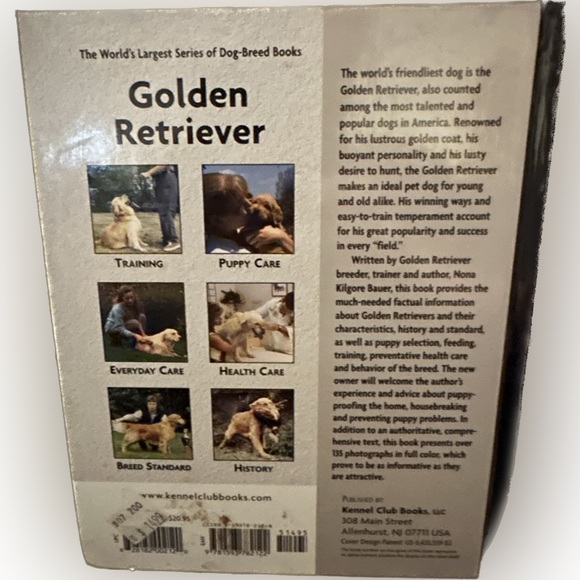 The World's Largest Series of Dog-Breed Books
Golden
Retriever
TRAINING
PUPPY CARE
EVERYDAY CARE
HEALTH CARE
BREED STANDARD
HISTORY
www.kennelclubbooks.com
$20.95
51495
The world's friendliest dog is the
Golden Retriever, also counted
among the most talented and
popular dogs in America. Renowned
for his lustrous golden coat, his
buoyant personality and his lusty
desire to hunt, the Golden Retriever
makes an ideal pet dog for young
and old alike. His winning ways and
easy-to-train temperament account
for his great popularity and success
in every "field."
Written by Golden Retriever
breeder, trainer and author, Nona
Kilgore Bauer, this book provides the
much-needed factual information
about Golden Retrievers and their
characteristics, history and standard,
as well as puppy selection, feeding,
training, preventative health care
and behavior of the breed. The new
owner will welcome the author's
experience and advice about puppy-
proofing the home, housebreaking
and preventing puppy problems. In
addition to an authoritative, compre-
hensive text, this book presents over
135 photographs in full color, which
prove to be as informative as they
are attractive.
PUBLISHED BY:
Kennel Club Books, LLC
308 Main Street
Allenhurst, NJ 07711 USA
Cover Design Patent: